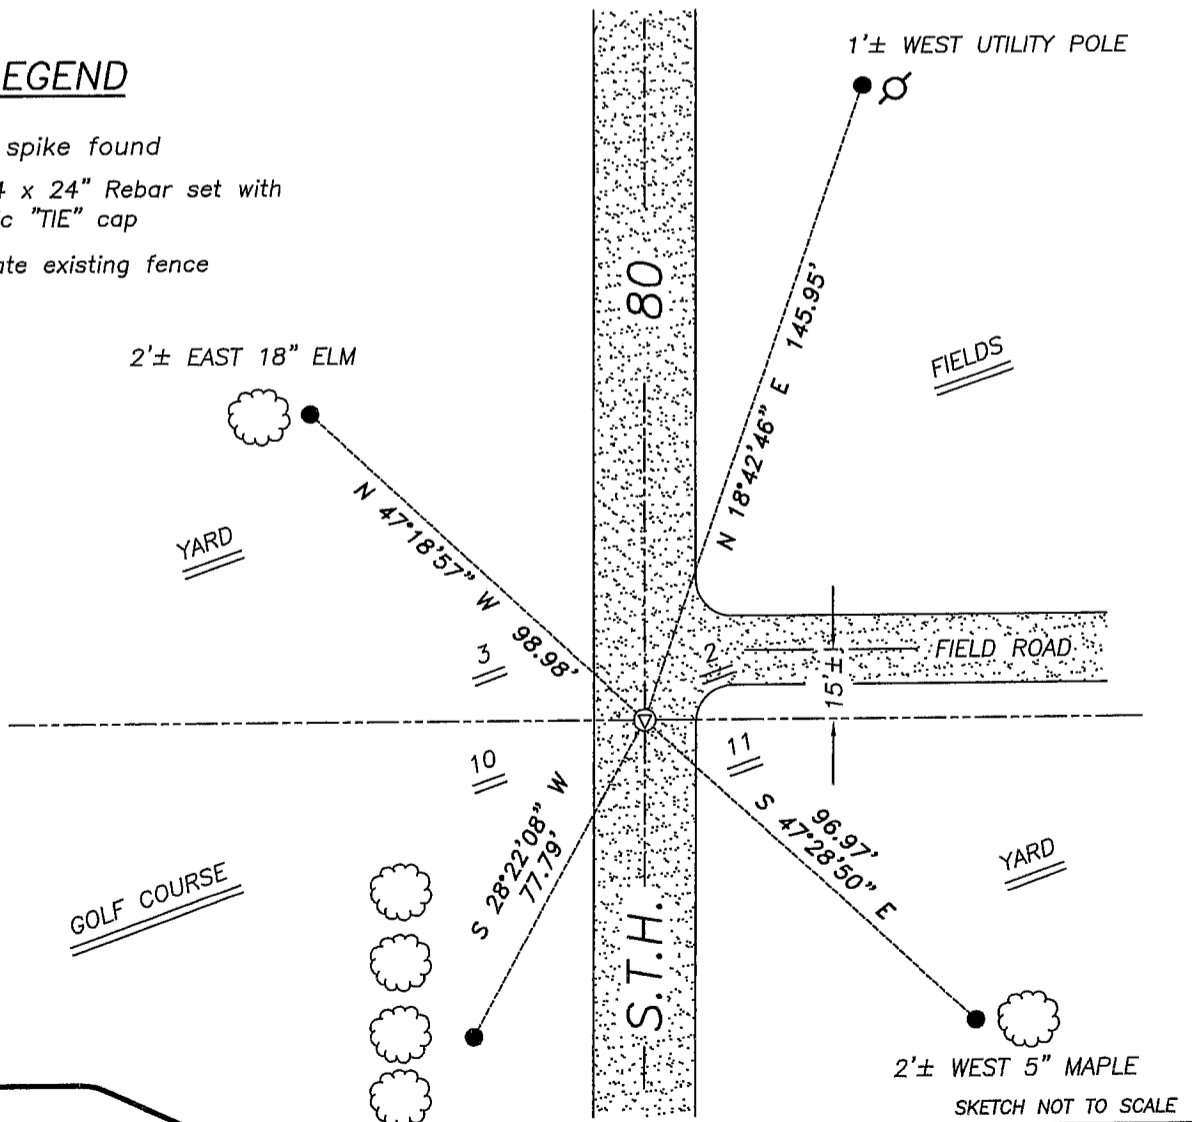 EGEND
spike found
x 24" Rebar set with
"TIE" cap
existing fence
1'± WEST UTILITY POLE
80
N 18°42'46" E 145.95'
FIELDS
2'± EAST 18" ELM
N 47°18'57" W 98.98'
YARD
3
2
FIELD ROAD
15'±
10
11
S 28°22'08" W
77.79'
96.97'
S 47°28'50" E
YARD
GOLF COURSE
S.T.H.
2'± WEST 5" MAPLE
SKETCH NOT TO SCALE